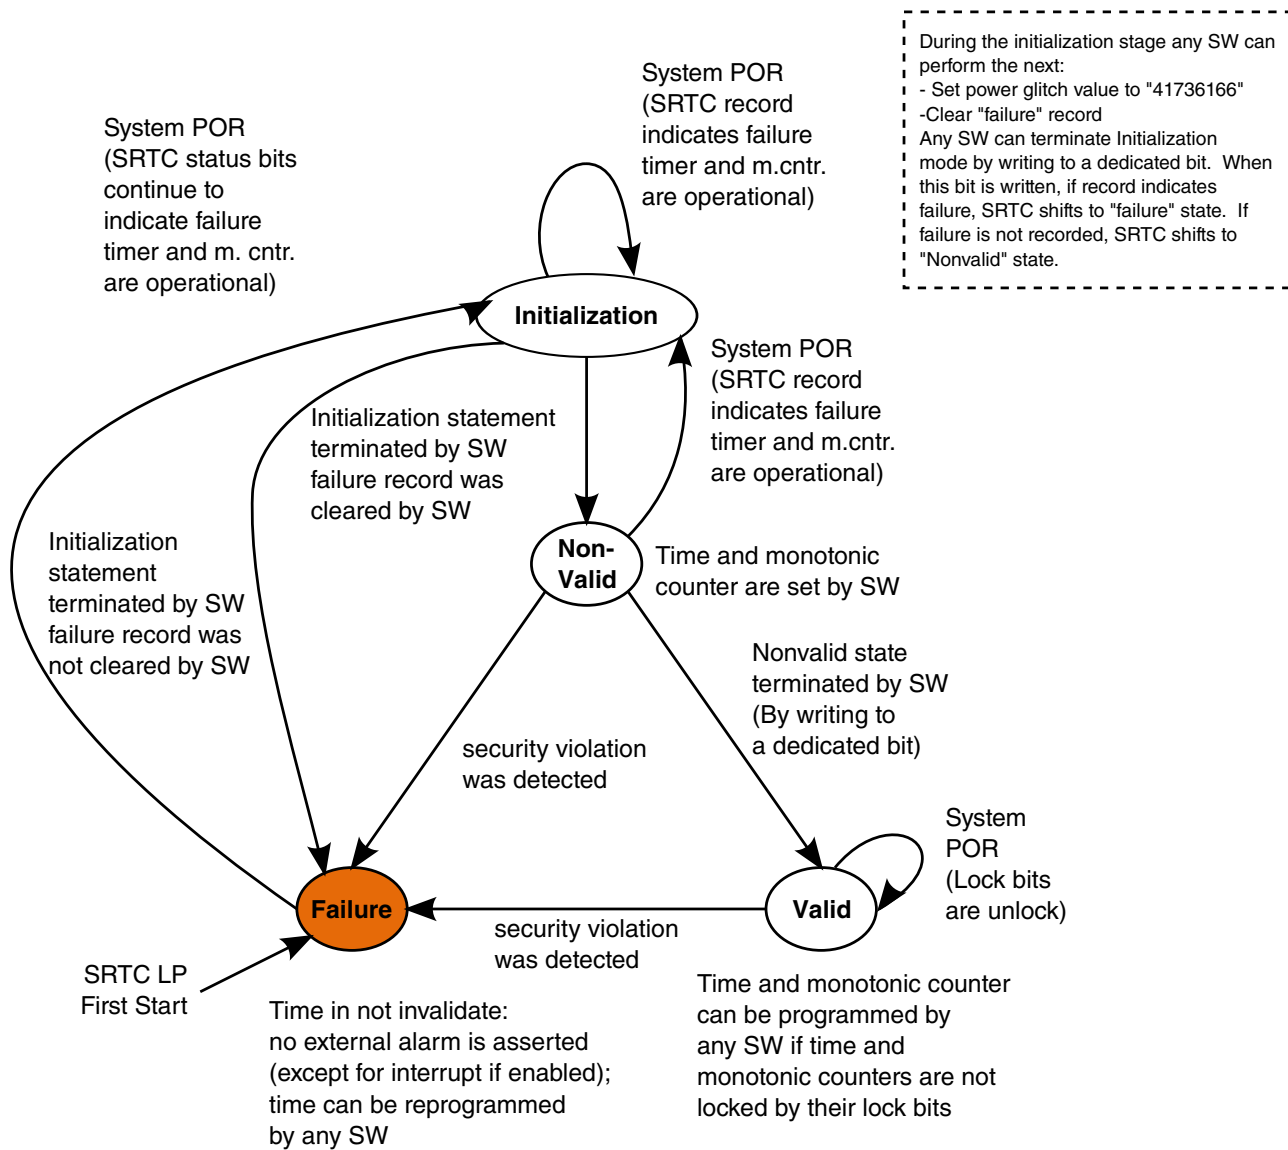 During the initialization stage any SW can
perform the next:
- Set power glitch value to "41736166"
-Clear "failure" record
Any SW can terminate Initialization
mode by writing to a dedicated bit. When
this bit is written, if record indicates
failure, SRTC shifts to "failure" state. If
failure is not recorded, SRTC shifts to
"Nonvalid" state.
System POR
(SRTC record
indicates failure
timer and m.cntr.
are operational)
System POR
(SRTC status bits
continue to
indicate failure
timer and m. cntr.
are operational)
Initialization
System POR
(SRTC record
indicates failure
timer and m.cntr.
are operational)
Initialization statement
terminated by SW
failure record was
cleared by SW
Initialization
statement
terminated by SW
failure record was
not cleared by SW
Non-
Valid
Time and monotonic
counter are set by SW
Nonvalid state
terminated by SW
(By writing to
a dedicated bit)
security violation
was detected
System
POR
(Lock bits
are unlock)
Failure
Valid
security violation
was detected
SRTC LP
First Start
Time in not invalidate:
no external alarm is asserted
(except for interrupt if enabled);
time can be reprogrammed
by any SW
Time and monotonic counter
can be programmed by
any SW if time and
monotonic counters are not
locked by their lock bits